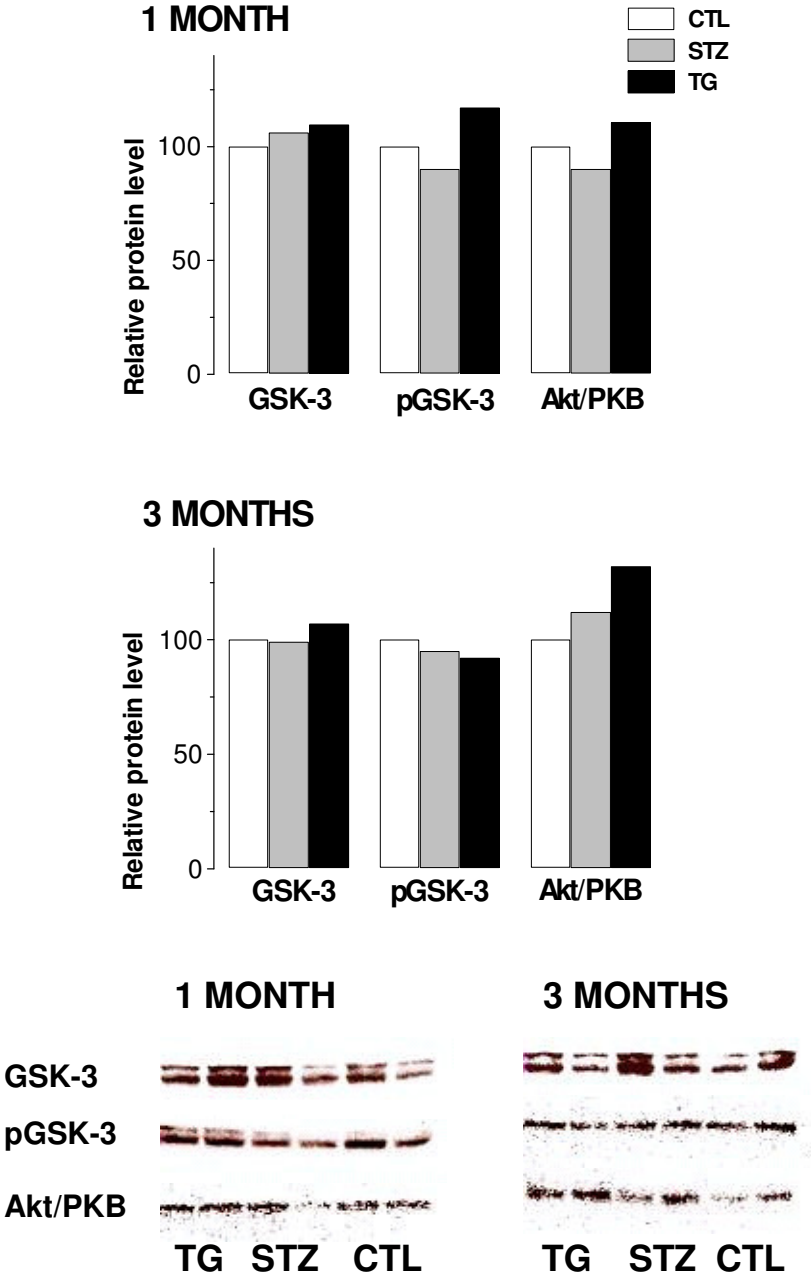 1 MONTH
CTL
STZ
TG
Relative protein level
100
50
0
GSK-3 pGSK-3 Akt/PKB
3 MONTHS
Relative protein level
100
50
0
GSK-3 pGSK-3 Akt/PKB
1 MONTH 3 MONTHS
GSK-3
pGSK-3
Akt/PKB
TG STZ CTL TG STZ CTL